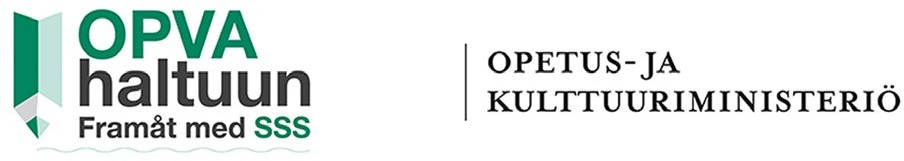 OPVA
haltuun
Framåt med SSS
OPETUS- JA
KULTTUURIMINISTERIÖ